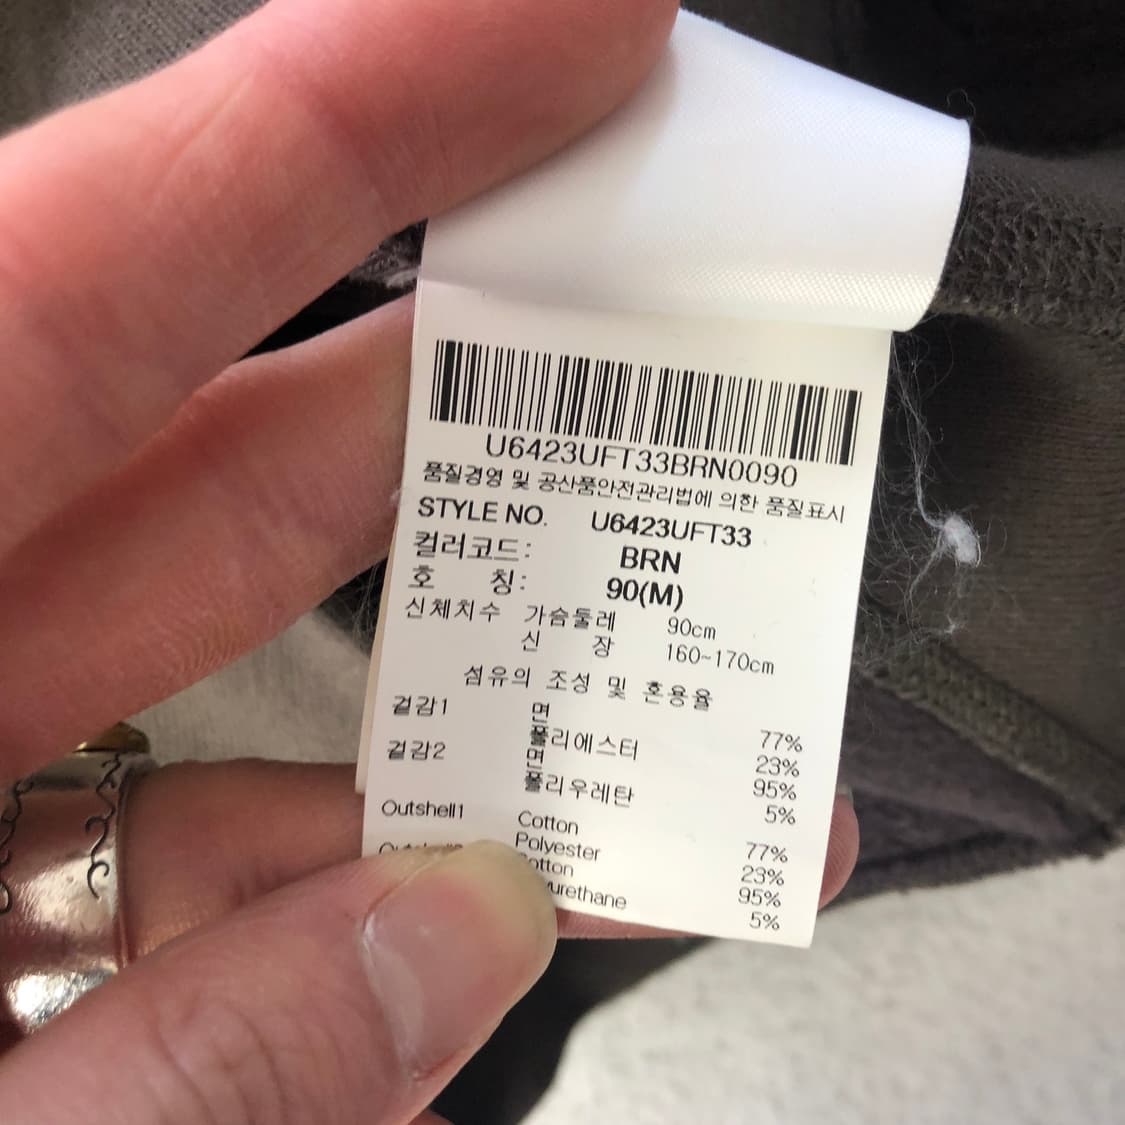 U6423UFT33BRN0090
품질경영 및 공산품안전관리법에 의한 품질표시
STYLE NO. U6423UFT33
컬러코드: BRN
호 칭: 90(M)
신체치수 가슴둘레 90cm
신 장 160~170cm
섬유의 조성 및 혼용율
겉감1 면 77%
폴리에스터 23%
겉감2 면 95%
폴리우레탄 5%
Outshell1 Cotton 77%
Polyester 23%
95%
5%